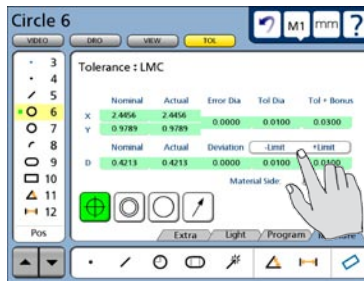 Circle 6
M1 mm ?
VIDEO DRO VIEW TOL
3
4
5
6
7
8
9
10
11
12
Pos
Tolerance : LMC
Nominal Actual Error Dia Tol Dia Tol + Bonus
X 2.4456 2.4456 0.0000 0.0100 0.0300
Y 0.9789 0.9789
Nominal Actual Deviation -Limit +Limit
D 0.4213 0.4213 0.0000 0.0100 0.0100
Material Side:
Extra Light Program